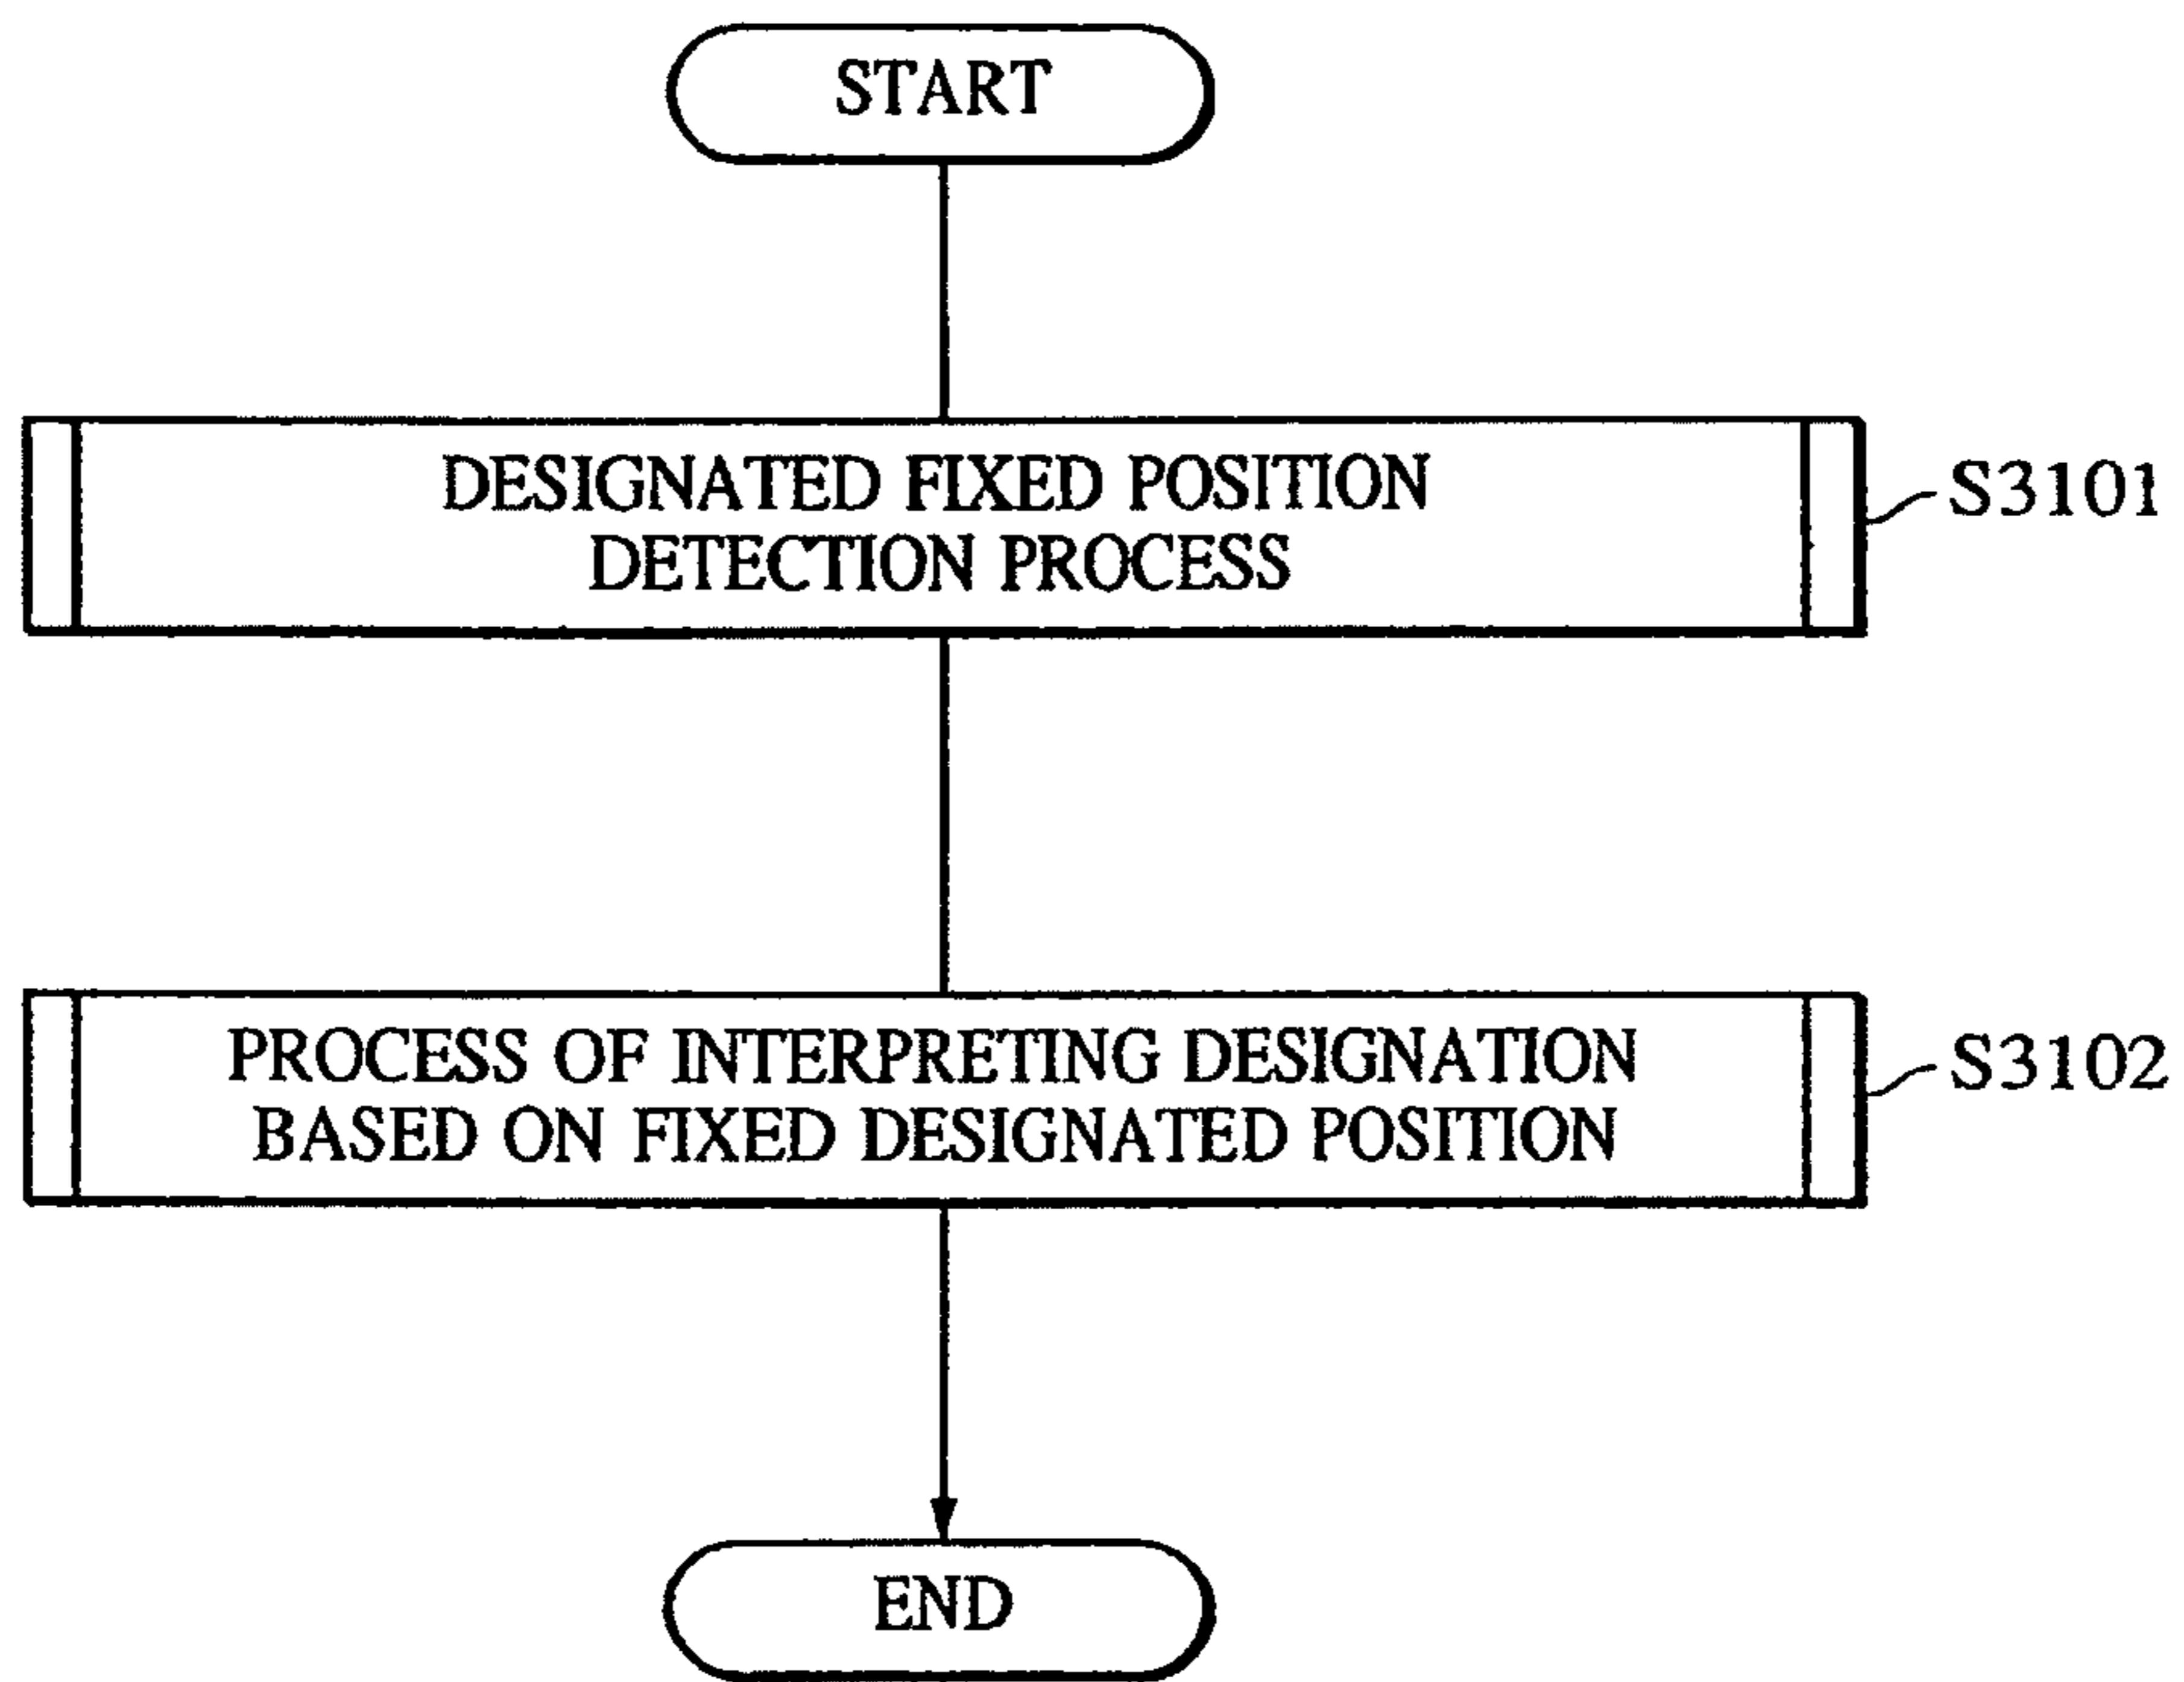 START
DESIGNATED FIXED POSITION
DETECTION PROCESS
S3101
PROCESS OF INTERPRETING DESIGNATION
BASED ON FIXED DESIGNATED POSITION
S3102
END